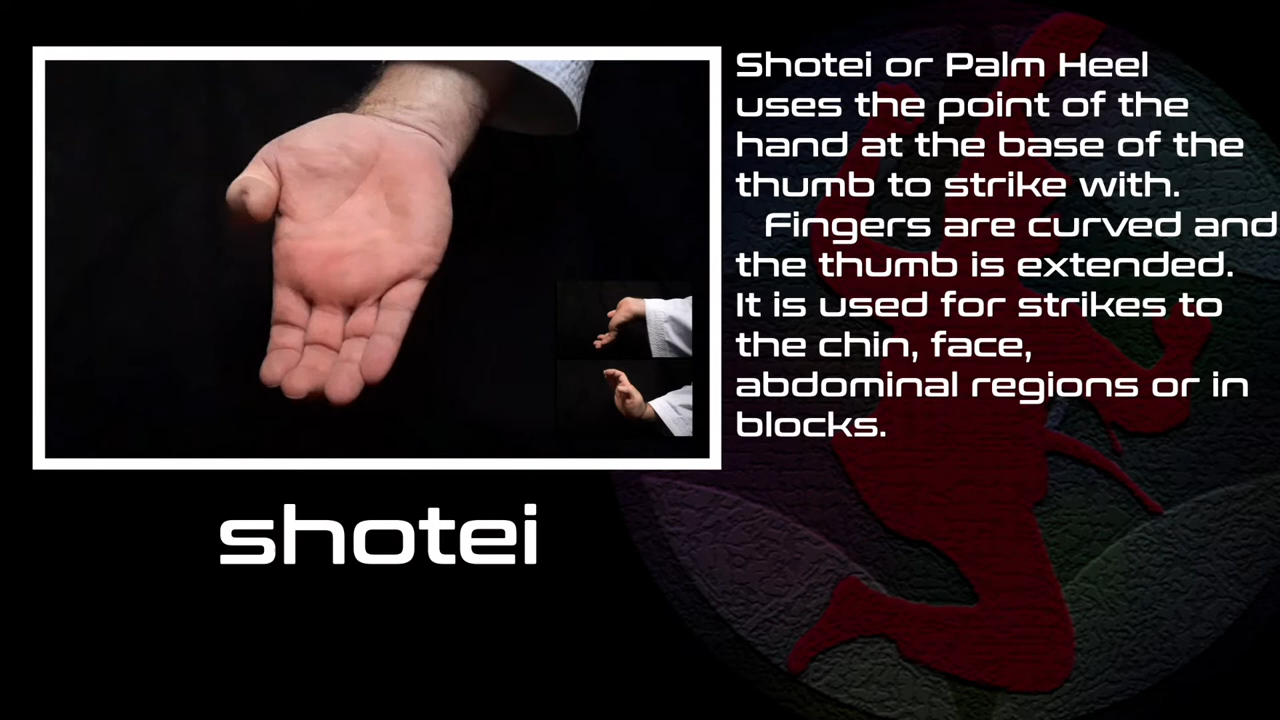 Shotei or Palm Heel
uses the point of the
hand at the base of the
thumb to strike with.
Fingers are curved and
the thumb is extended.
It is used for strikes to
the chin, face,
abdominal regions or in
blocks.
shotei